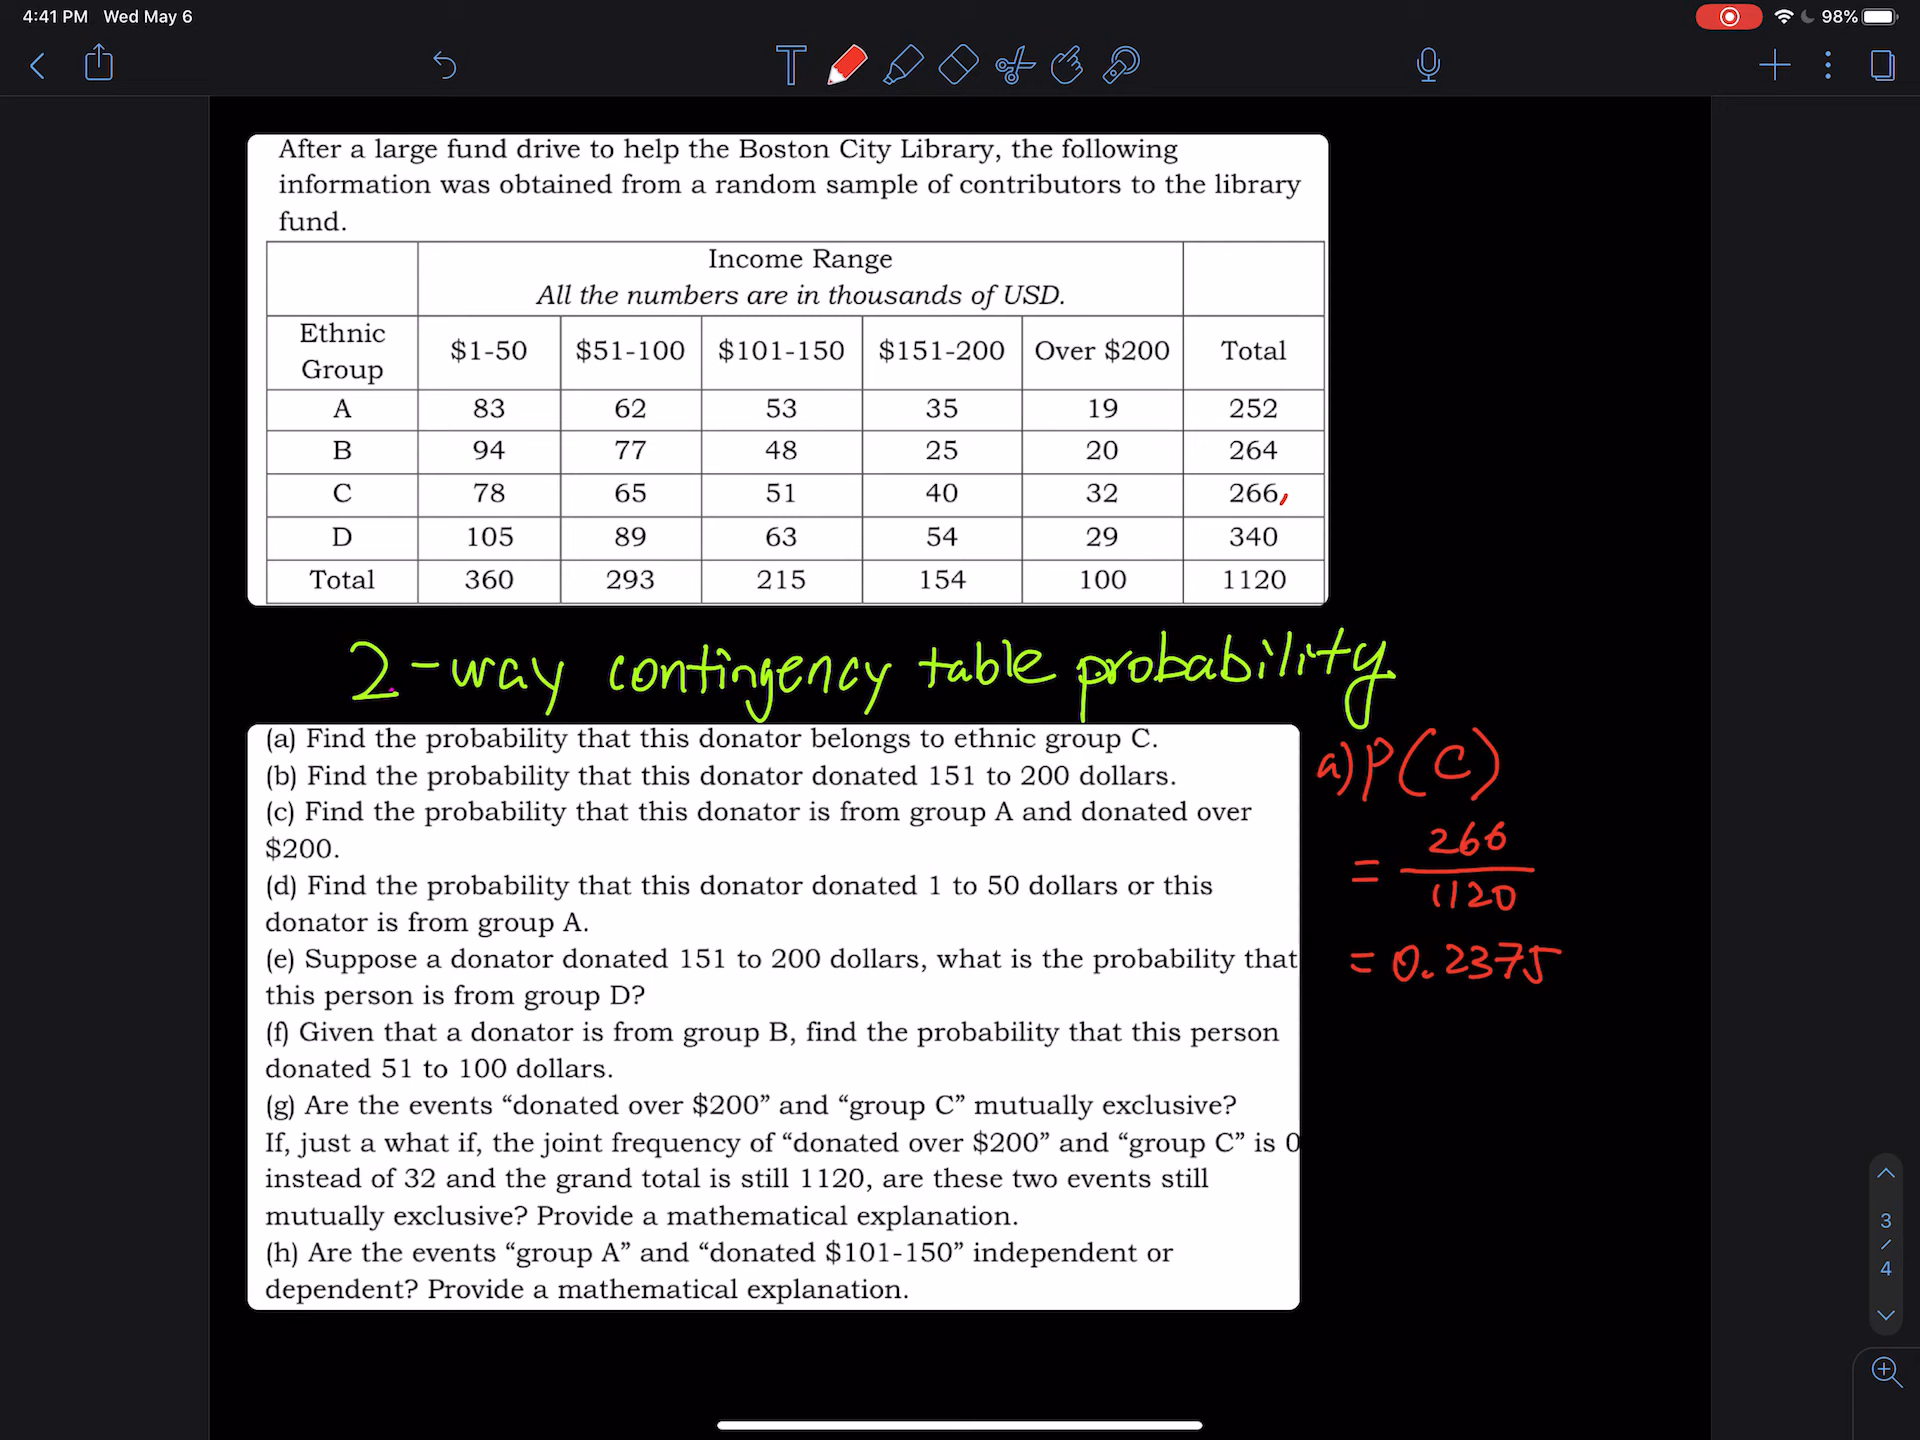 4:41 PM Wed May 6
98%
After a large fund drive to help the Boston City Library, the following
information was obtained from a random sample of contributors to the library
fund.
Income Range
All the numbers are in thousands of USD.
Ethnic Group $1-50 $51-100 $101-150 $151-200 Over $200 Total
A 83 62 53 35 19 252
B 94 77 48 25 20 264
C 78 65 51 40 32 266
D 105 89 63 54 29 340
Total 360 293 215 154 100 1120
2-way contingency table probability.
(a) Find the probability that this donator belongs to ethnic group C.
(b) Find the probability that this donator donated 151 to 200 dollars.
(c) Find the probability that this donator is from group A and donated over
$200.
(d) Find the probability that this donator donated 1 to 50 dollars or this
donator is from group A.
(e) Suppose a donator donated 151 to 200 dollars, what is the probability that
this person is from group D?
(f) Given that a donator is from group B, find the probability that this person
donated 51 to 100 dollars.
(g) Are the events “donated over $200” and “group C” mutually exclusive?
If, just a what if, the joint frequency of “donated over $200” and “group C” is 0
instead of 32 and the grand total is still 1120, are these two events still
mutually exclusive? Provide a mathematical explanation.
(h) Are the events “group A” and “donated $101-150” independent or
dependent? Provide a mathematical explanation.
a) P(C)
= 266
1120
= 0.2375
3
/
4